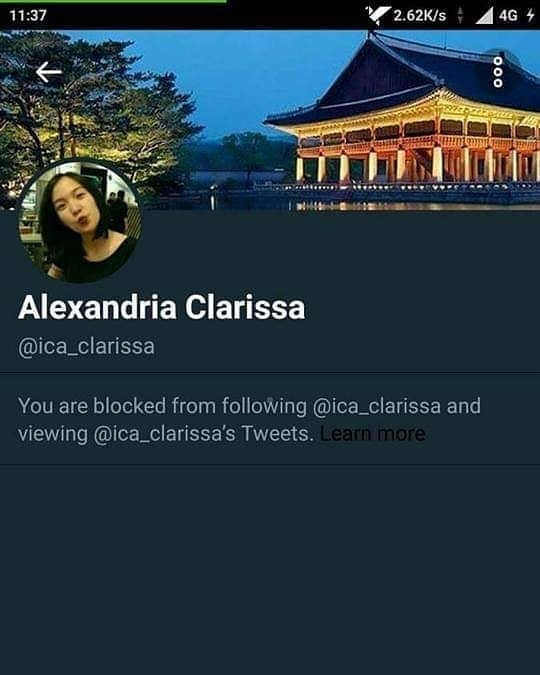 11:37 2.62K/s 4G
Alexandria Clarissa
@ica_clarissa
You are blocked from following @ica_clarissa and
viewing @ica_clarissa's Tweets. Learn more